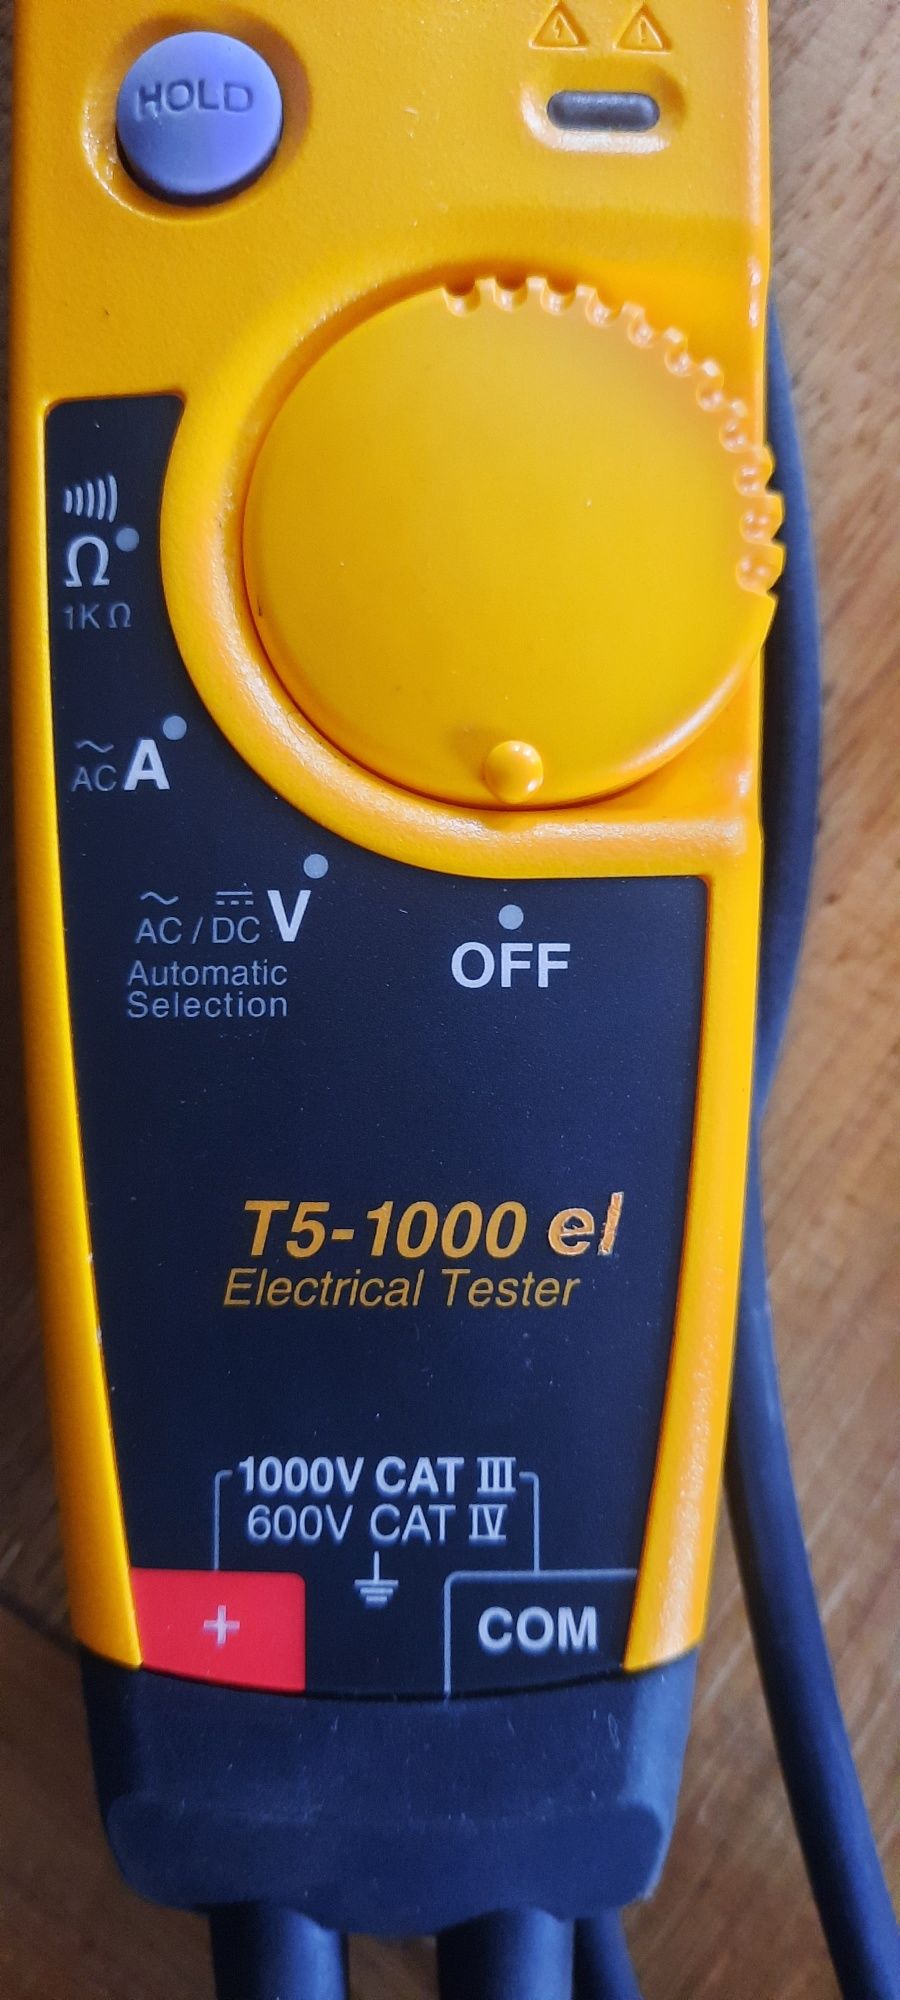 HOLD
Ω
1KΩ
AC A
AC / DC V
Automatic
Selection
OFF
T5-1000 el
Electrical Tester
1000V CAT III
600V CAT IV
+
COM